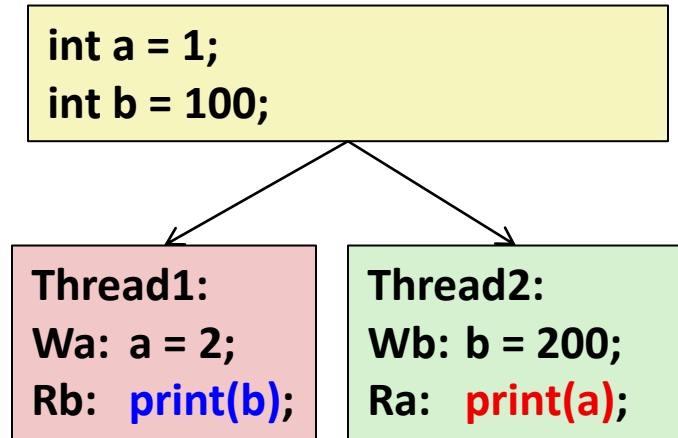 int a = 1;
int b = 100;
Thread1:
Wa: a = 2;
Rb: print(b);
Thread2:
Wb: b = 200;
Ra: print(a);